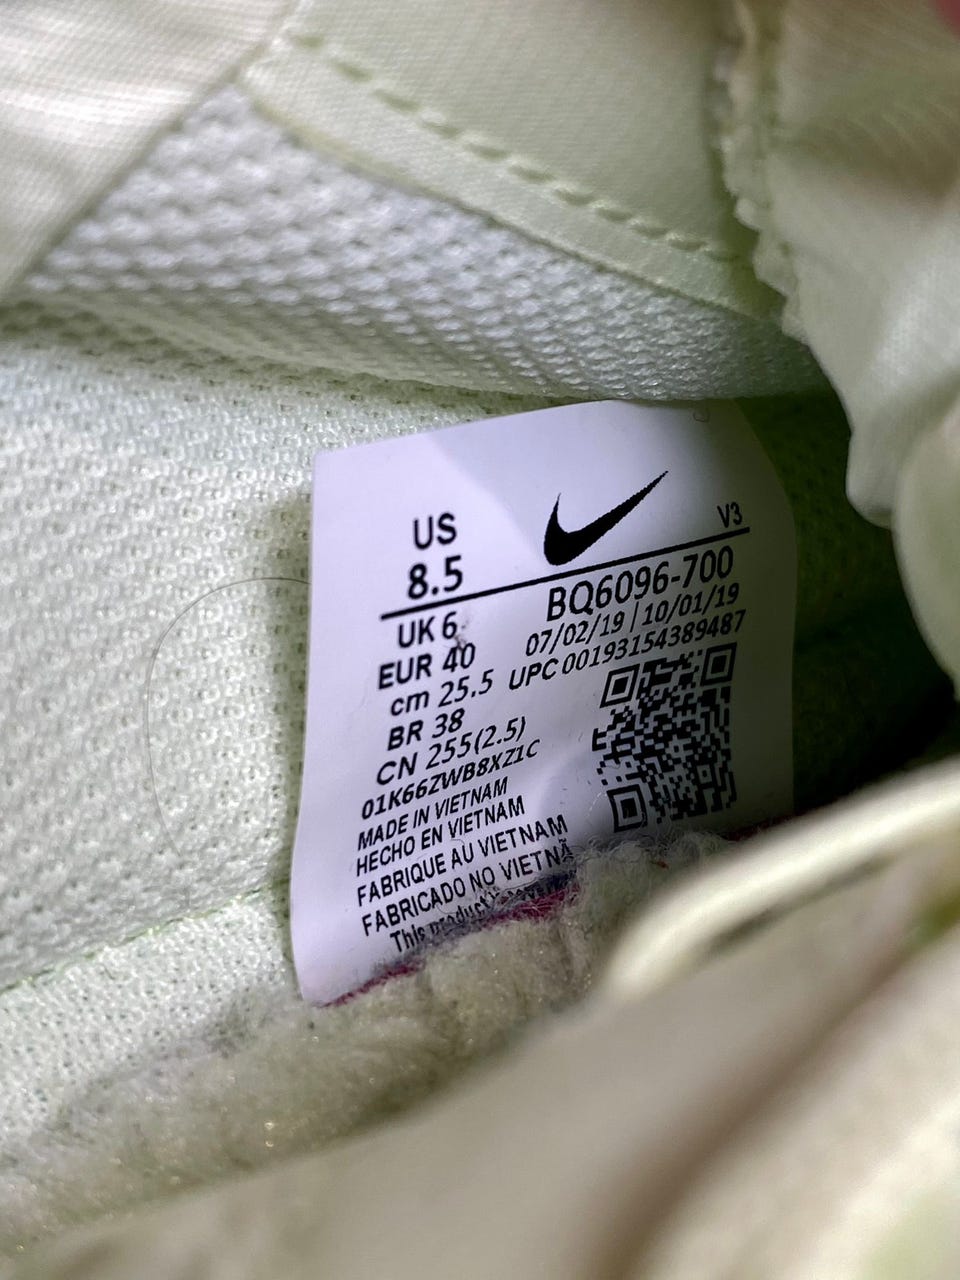 US
8.5
V3
UK 6
EUR 40
cm 25.5
BR 38
CN 255(2.5)
BQ6096-700
07/02/19 | 10/01/19
UPC 00193154389487
01K66ZWB8XZ1C
MADE IN VIETNAM
HECHO EN VIETNAM
FABRIQUE AU VIETNAM
FABRICADO NO VIETNÃ
This product